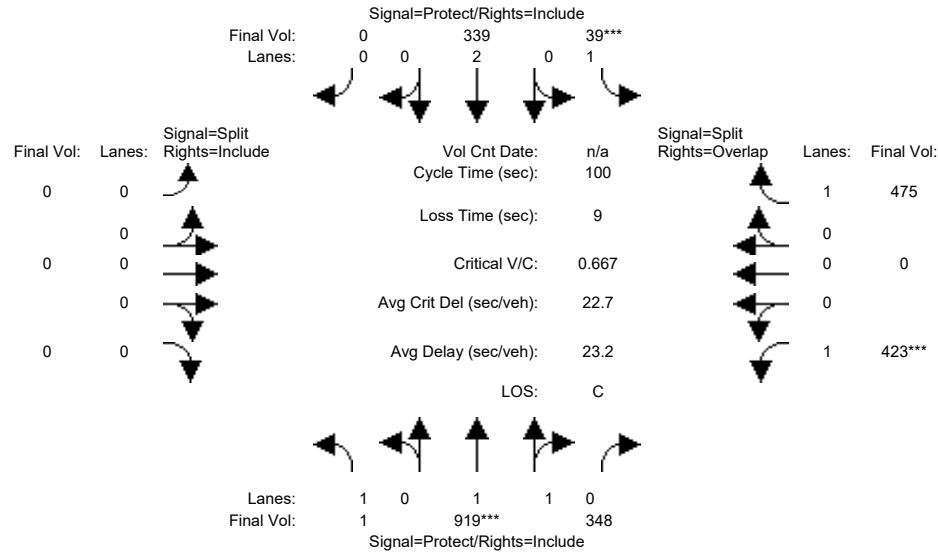 Signal=Protect/Rights=Include
Final Vol: 0 339 39***
Lanes: 0 0 2 0 1
Signal=Split
Final Vol: Lanes: Rights=Include
Vol Cnt Date: n/a
Signal=Split
Rights=Overlap Lanes: Final Vol:
Cycle Time (sec): 100
0 0
1 475
Loss Time (sec): 9
0
0
0 0
Critical V/C: 0.667
0 0
0
Avg Crit Del (sec/veh): 22.7
0
0 0
Avg Delay (sec/veh): 23.2
1 423***
LOS: C
Lanes: 1 0 1 1 0
Final Vol: 1 919*** 348
Signal=Protect/Rights=Include